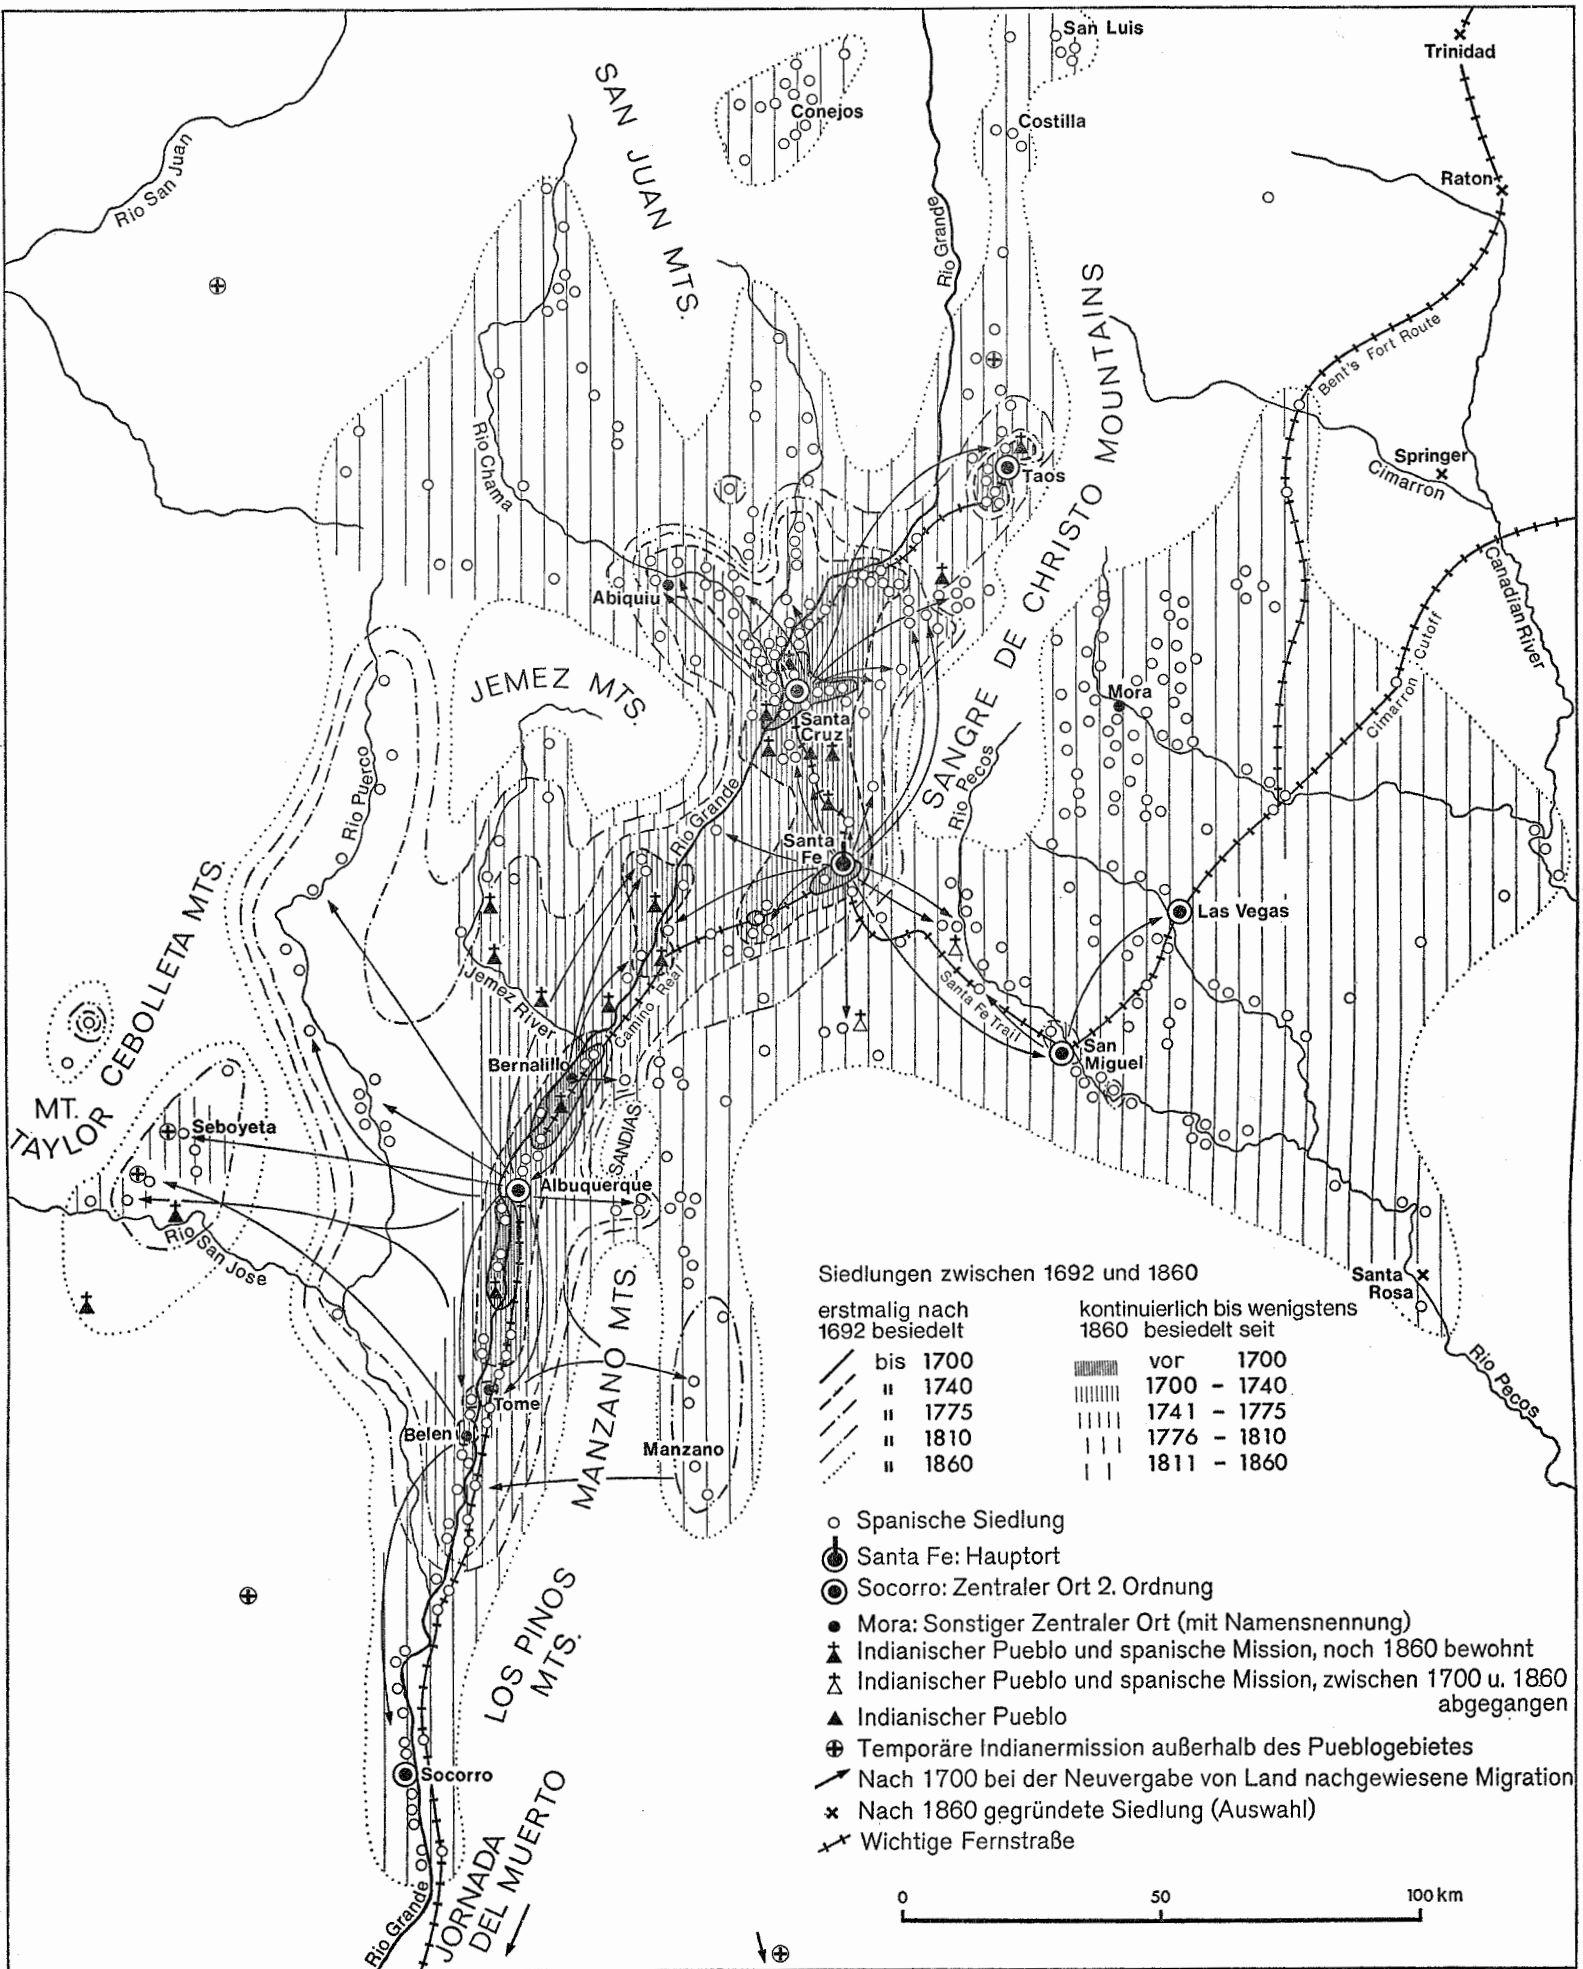 San Luis
Trinidad
Conejos
Costilla
SAN JUAN MTS.
Rio San Juan
Raton
Rio Grande
Bent's Fort Route
Rio Chama
Springer
Cimarron
Taos
SANGRE DE CHRISTO MOUNTAINS
Canadian River
Abiquiu
Cimarron Cutoff
JEMEZ MTS.
Mora
Santa
Cruz
Rio Pecos
Rio Puerco
Rio Grande
Santa
Fe
CEBOLLETA MTS.
Las Vegas
Jemez River
Camino Real
Santa Fe Trail
San
Miguel
Bernalillo
MT.
TAYLOR
Seboyeta
SANDIAS
Albuquerque
Rio San Jose
MANZANO MTS.
Santa
Rosa
Rio Pecos
Tome
Belen
Manzano
LOS PINOS
MTS.
Socorro
JORNADA
DEL MUERTO
Rio Grande
Siedlungen zwischen 1692 und 1860
erstmalig nach
1692 besiedelt
kontinuierlich bis wenigstens
1860 besiedelt seit
bis 1700
" 1740
" 1775
" 1810
" 1860
vor 1700
1700 – 1740
1741 – 1775
1776 – 1810
1811 – 1860
Spanische Siedlung
Santa Fe: Hauptort
Socorro: Zentraler Ort 2. Ordnung
Mora: Sonstiger Zentraler Ort (mit Namensnennung)
Indianischer Pueblo und spanische Mission, noch 1860 bewohnt
Indianischer Pueblo und spanische Mission, zwischen 1700 u. 1860
abgegangen
Indianischer Pueblo
Temporäre Indianermission außerhalb des Pueblogebietes
Nach 1700 bei der Neuvergabe von Land nachgewiesene Migration
Nach 1860 gegründete Siedlung (Auswahl)
Wichtige Fernstraße
0 50 100 km